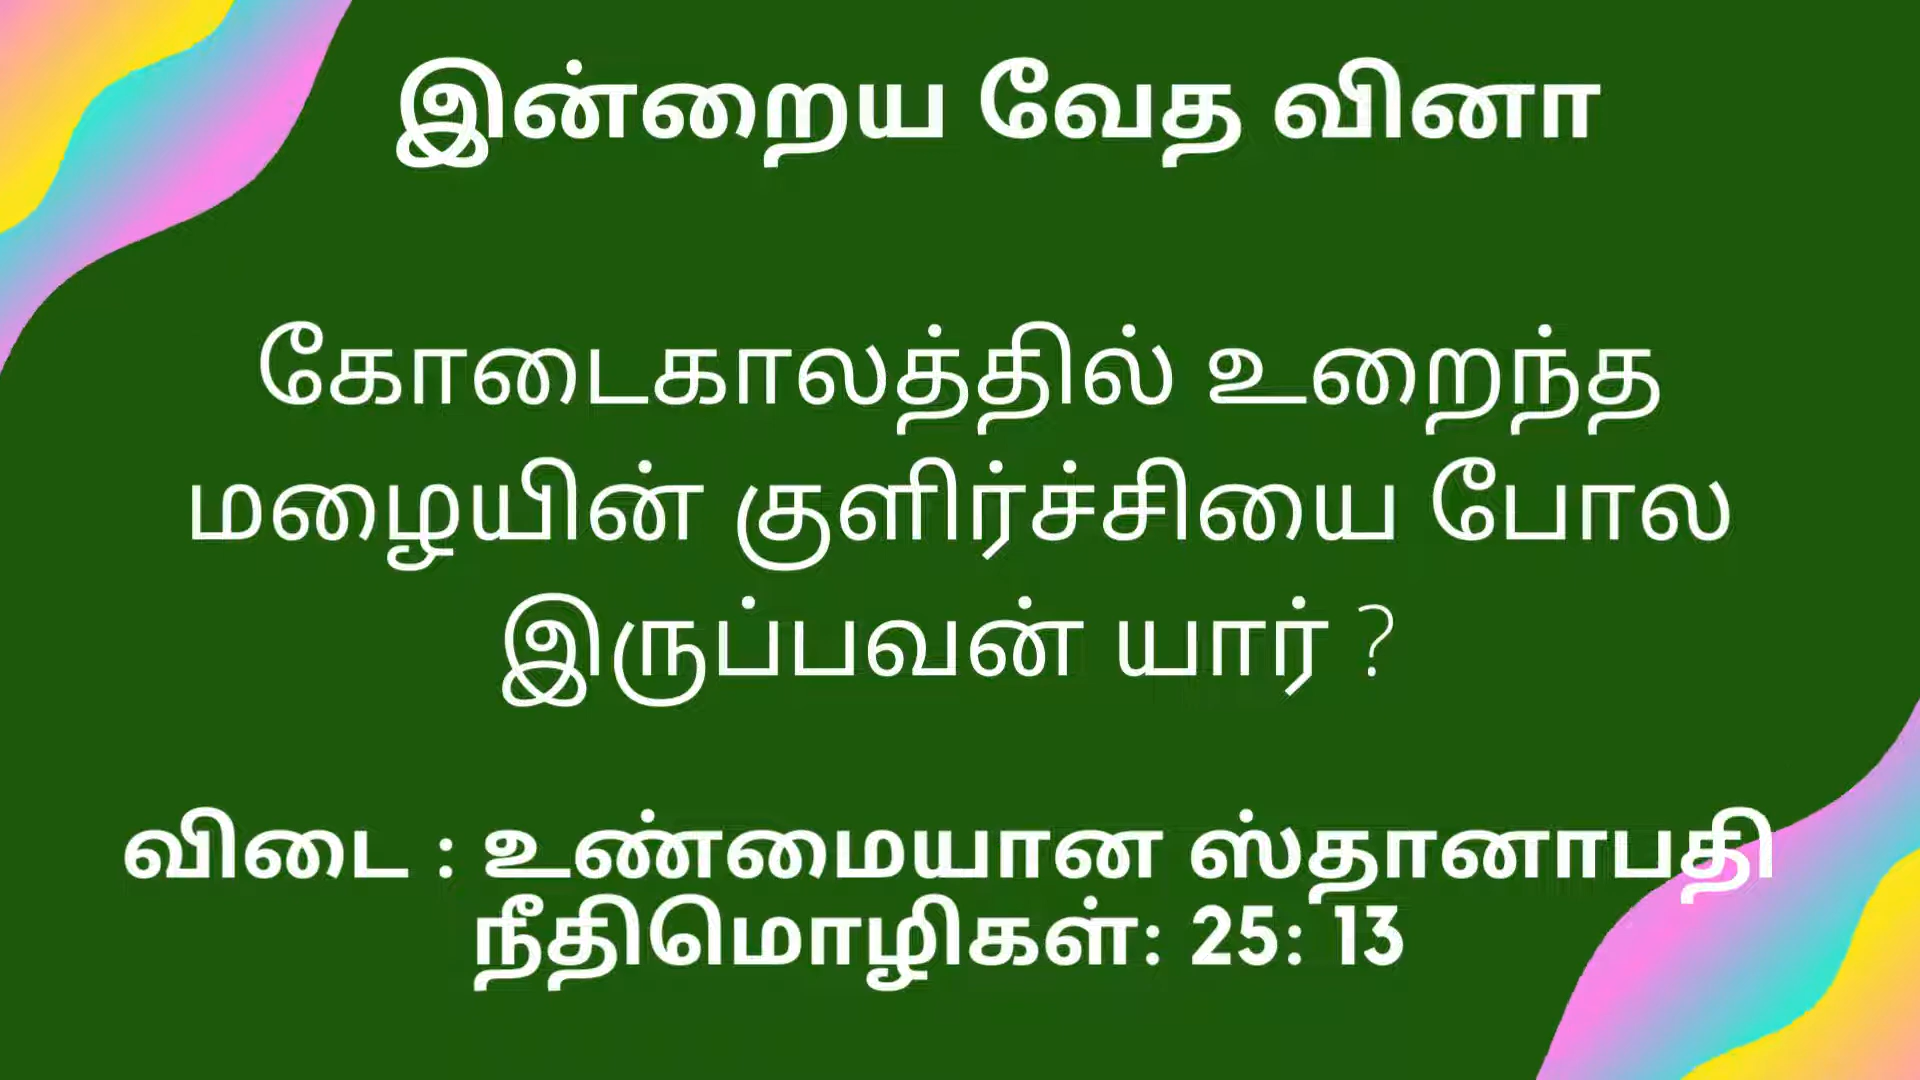 இன்றைய வேத வினா
கோடைகாலத்தில் உறைந்த
மழையின் குளிர்ச்சியை போல
இருப்பவன் யார் ?
விடை : உண்மையான ஸ்தானாபதி
நீதிமொழிகள்: 25: 13